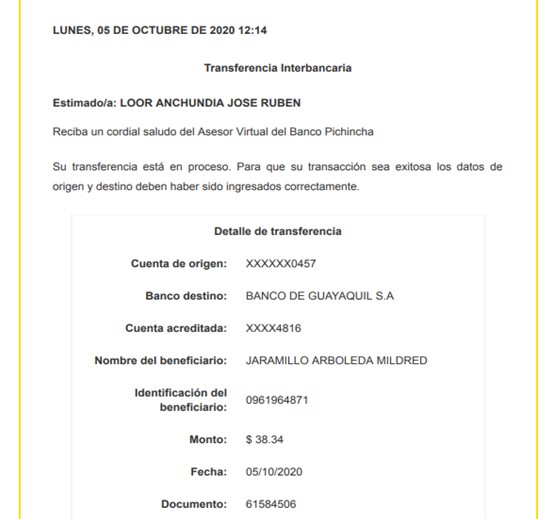 LUNES, 05 DE OCTUBRE DE 2020 12:14
Transferencia Interbancaria
Estimado/a: LOOR ANCHUNDIA JOSE RUBEN
Reciba un cordial saludo del Asesor Virtual del Banco Pichincha
Su transferencia está en proceso. Para que su transacción sea exitosa los datos de
origen y destino deben haber sido ingresados correctamente.
Detalle de transferencia
Cuenta de origen: XXXXXX0457
Banco destino: BANCO DE GUAYAQUIL S.A
Cuenta acreditada: XXXX4816
Nombre del beneficiario: JARAMILLO ARBOLEDA MILDRED
Identificación del
beneficiario: 0961964871
Monto: $ 38.34
Fecha: 05/10/2020
Documento: 61584506